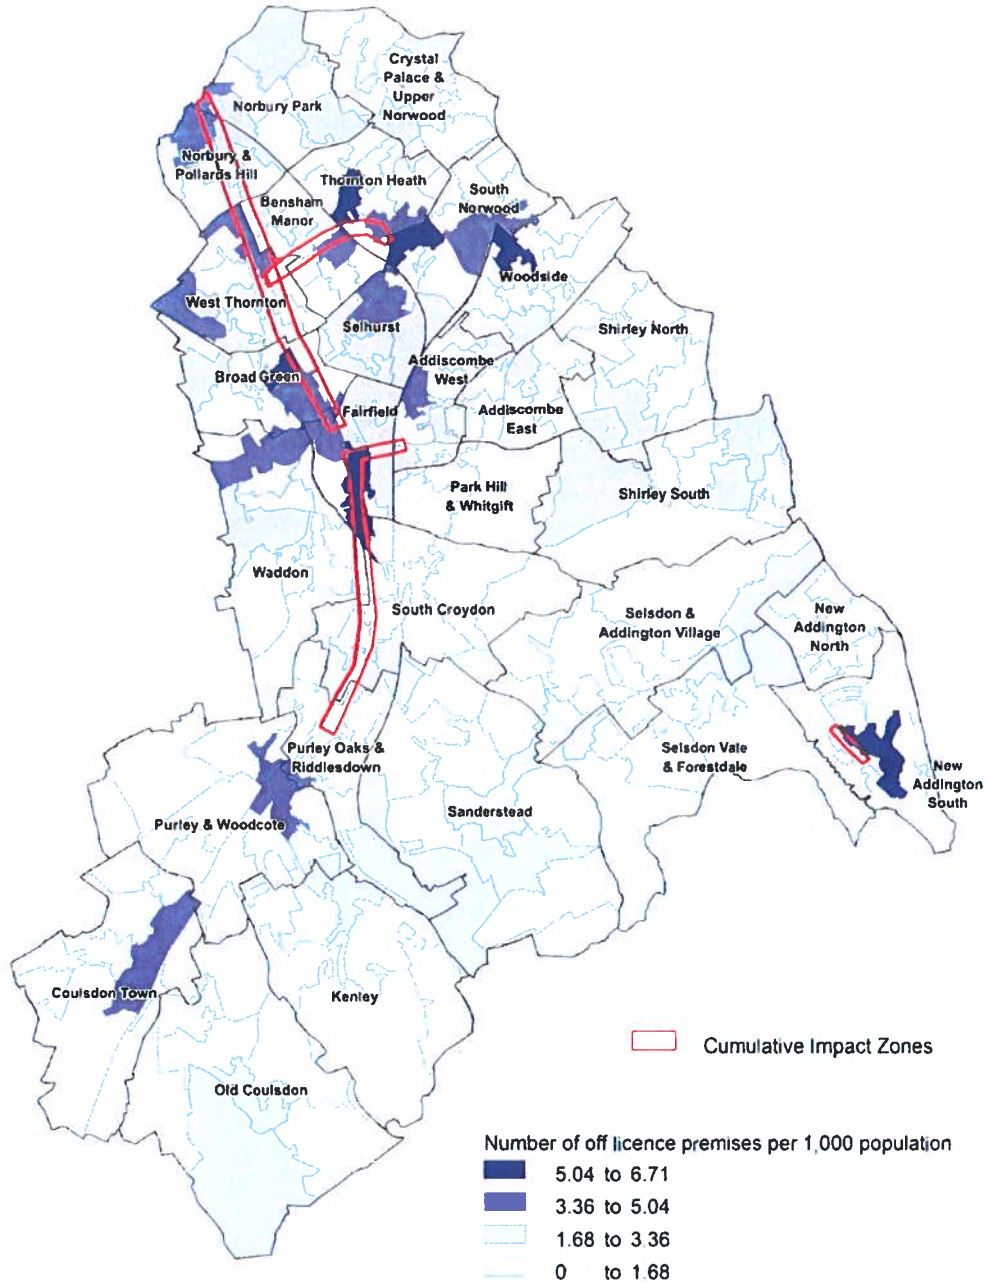 Crystal
Palace &
Upper
Norwood
Norbury Park
Norbury &
Pollards Hill
Thornton Heath
South
Norwood
Bensham
Manor
Woodside
West Thornton
Selhurst
Shirley North
Addiscombe
West
Broad Green
Fairfield
Addiscombe
East
Park Hill
& Whitgift
Shirley South
Waddon
South Croydon
Selsdon &
Addington Village
New
Addington
North
Purley Oaks &
Riddlesdown
Selsdon Vale
& Forestdale
New
Addington
South
Sanderstead
Purley & Woodcote
Coulsdon Town
Kenley
Old Coulsdon
Cumulative Impact Zones
Number of off licence premises per 1,000 population
5.04 to 6.71
3.36 to 5.04
1.68 to 3.36
0 to 1.68